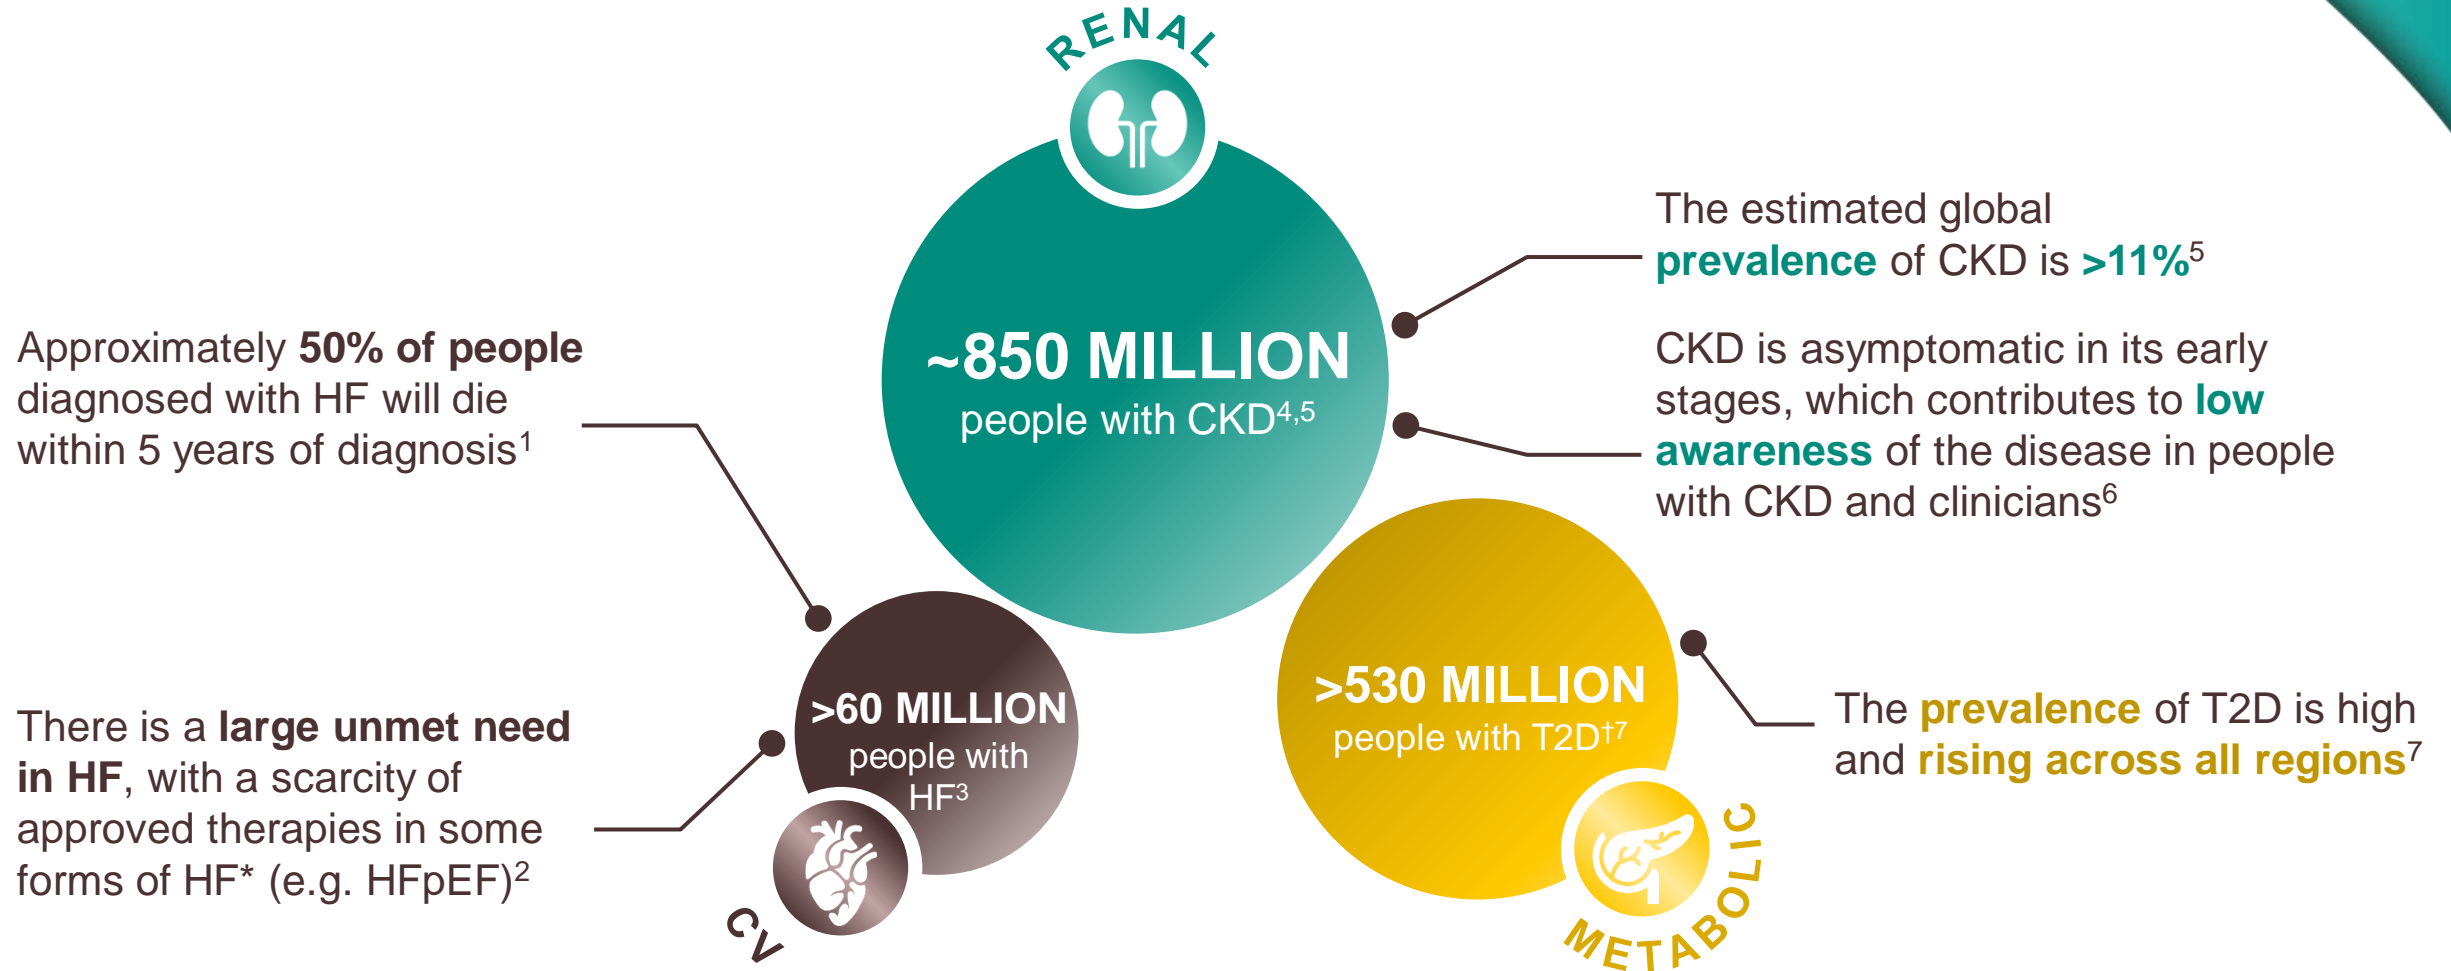 RENAL
~850 MILLION
people with CKD4,5
The estimated global
prevalence of CKD is >11%5
CKD is asymptomatic in its early
stages, which contributes to low
awareness of the disease in people
with CKD and clinicians6
Approximately 50% of people
diagnosed with HF will die
within 5 years of diagnosis1
There is a large unmet need
in HF, with a scarcity of
approved therapies in some
forms of HF* (e.g. HFpEF)2
>60 MILLION
people with
HF3
CV
>530 MILLION
people with T2D†7
METABOLIC
The prevalence of T2D is high
and rising across all regions7